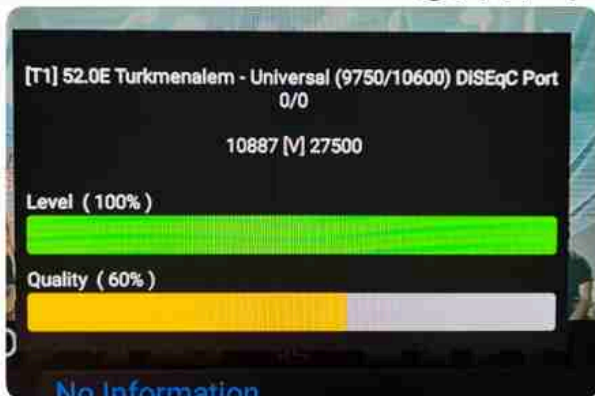 [T1] 52.0E Turkmenalem - Universal (9750/10600) DiSEqC Port
0/0
10887 [V] 27500
Level ( 100% )
Quality ( 60% )
No Information